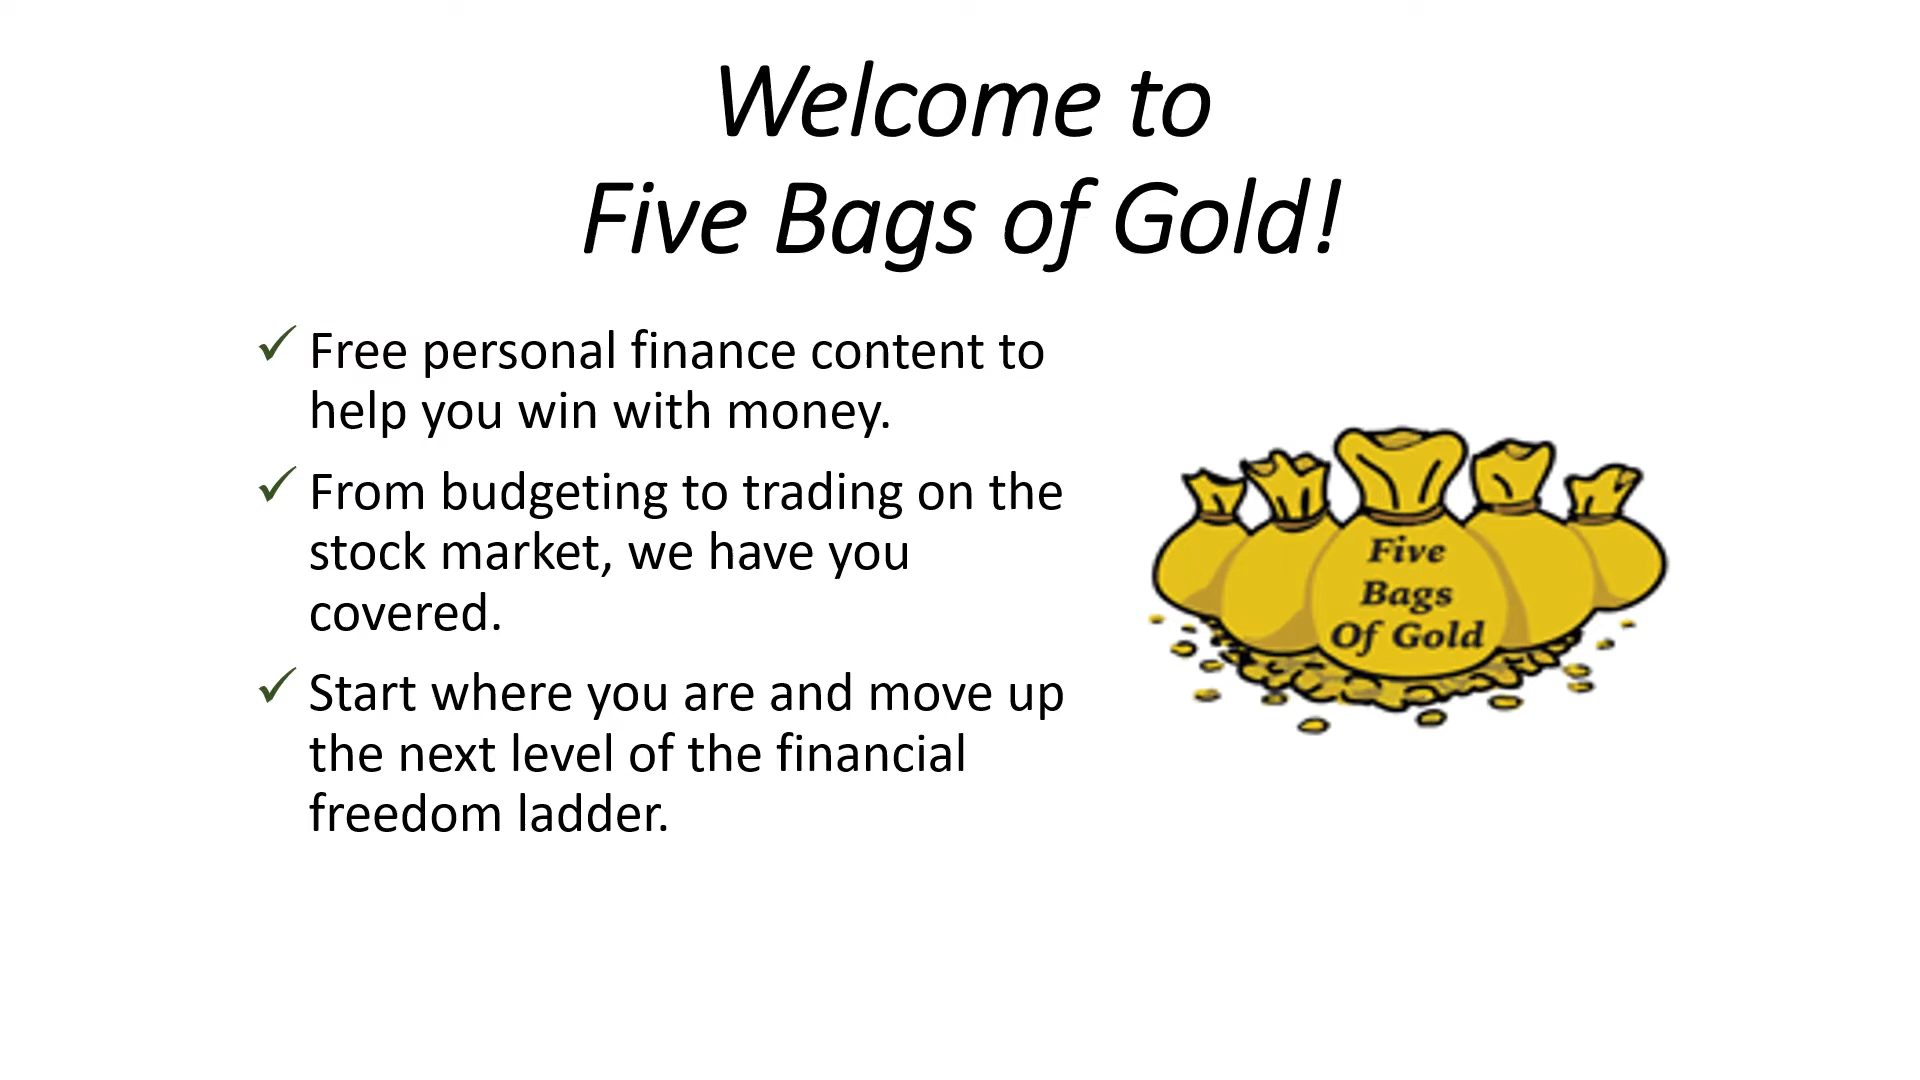 Welcome to
Five Bags of Gold!
Free personal finance content to
help you win with money.
From budgeting to trading on the
stock market, we have you
covered.
Start where you are and move up
the next level of the financial
freedom ladder.
Five
Bags
Of Gold